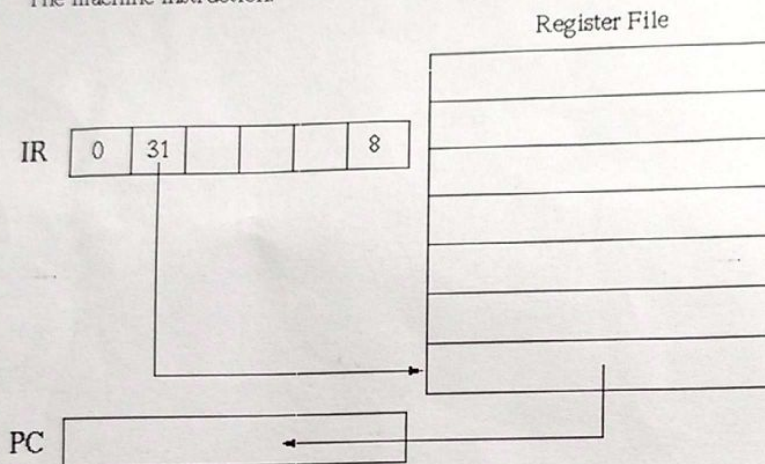 The machine instruction.
Register File
IR 0 31 8
PC